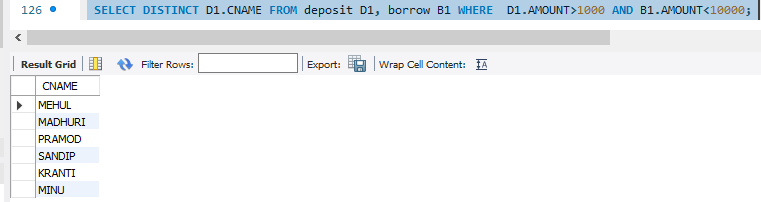 126 SELECT DISTINCT D1.CNAME FROM deposit D1, borrow B1 WHERE D1.AMOUNT>1000 AND B1.AMOUNT<10000;
Result Grid Filter Rows: Export: Wrap Cell Content: IA
CNAME
MEHUL
MADHURI
PRAMOD
SANDIP
KRANTI
MINU